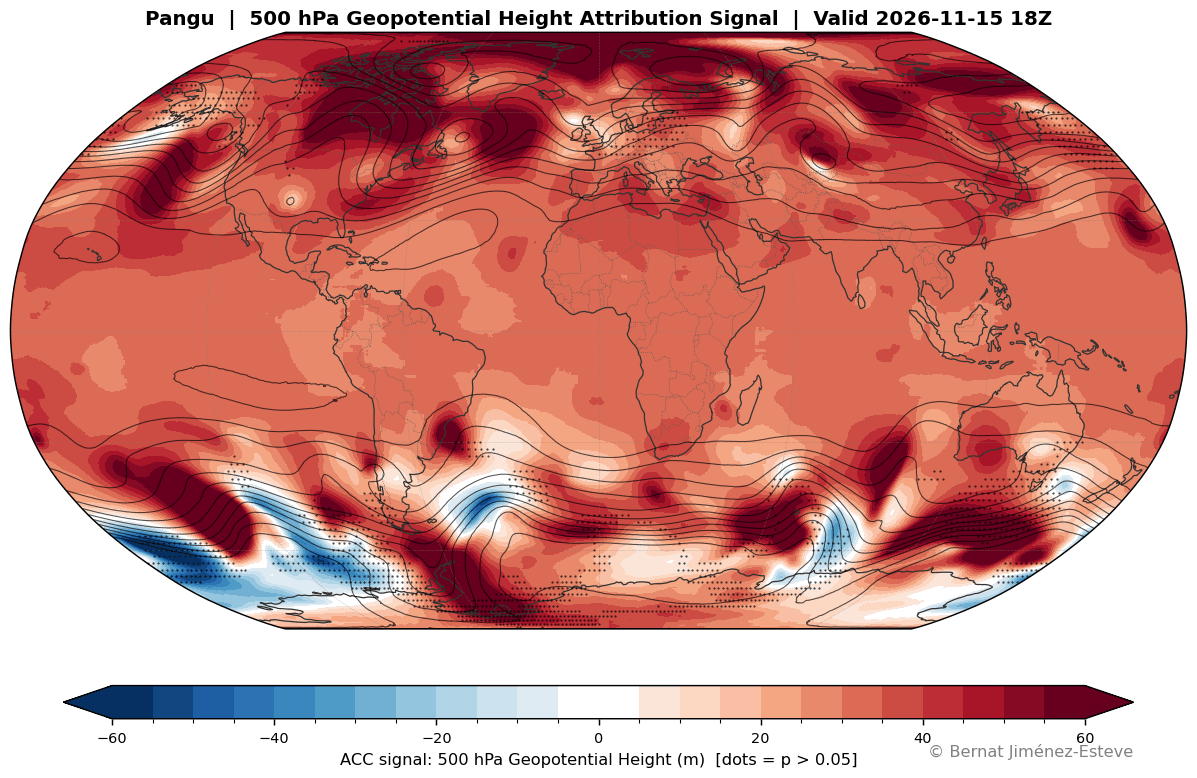 Pangu | 500 hPa Geopotential Height Attribution Signal | Valid 2026-11-15 18Z
−60 −40 −20 0 20 40 60
ACC signal: 500 hPa Geopotential Height (m) [dots = p > 0.05]
© Bernat Jiménez-Esteve